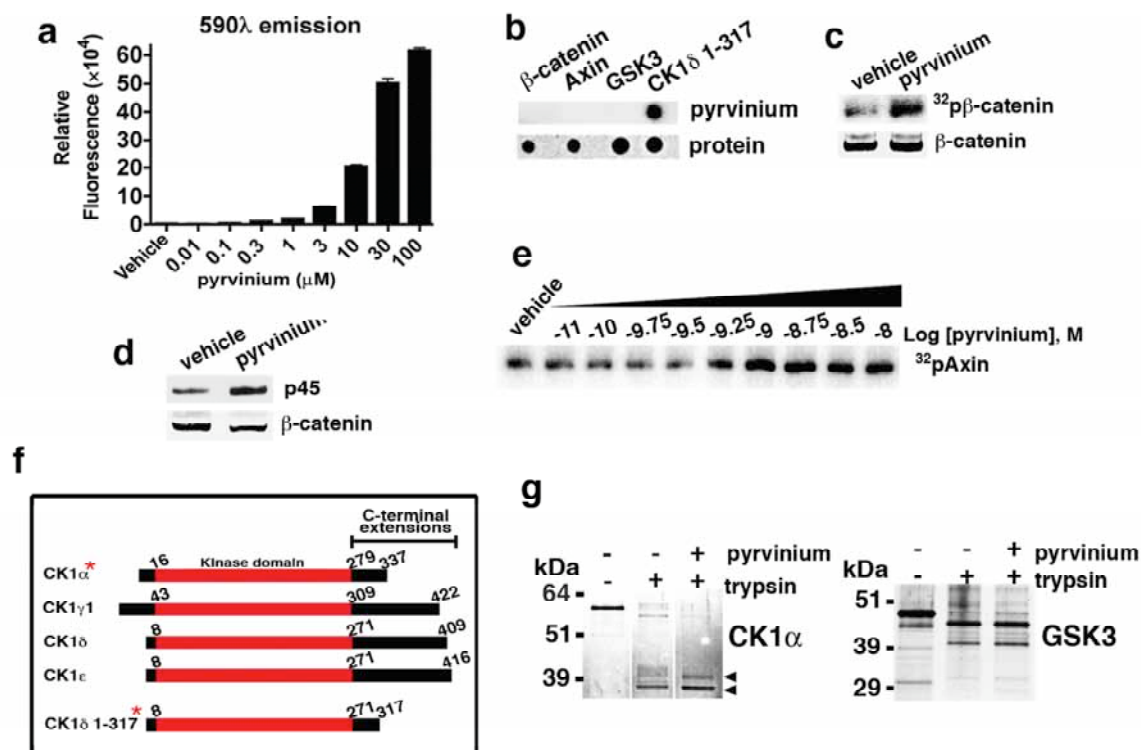 a
590λ emission
Relative
Fluorescence (×10⁴)
60
50
40
30
20
10
0
Vehicle 0.01 0.1 0.3 1 3 10 30 100
pyrvinium (μM)
b
β-catenin Axin GSK3 CK1δ 1-317
pyrvinium
protein
c
vehicle pyrvinium
³²pβ-catenin
β-catenin
d
vehicle pyrvinium
p45
β-catenin
e
vehicle -11 -10 -9.75 -9.5 -9.25 -9 -8.75 -8.5 -8 Log [pyrvinium], M
³²pAxin
f
C-terminal
extensions
Kinase domain
CK1α* 16 279 337
CK1γ1 43 309 422
CK1δ 8 271 409
CK1ε 8 271 416
CK1δ 1-317* 8 271 317
g
- - + pyrvinium
kDa - + + trypsin
64
51
39
CK1α
- - + pyrvinium
kDa - + + trypsin
51
39
29
GSK3